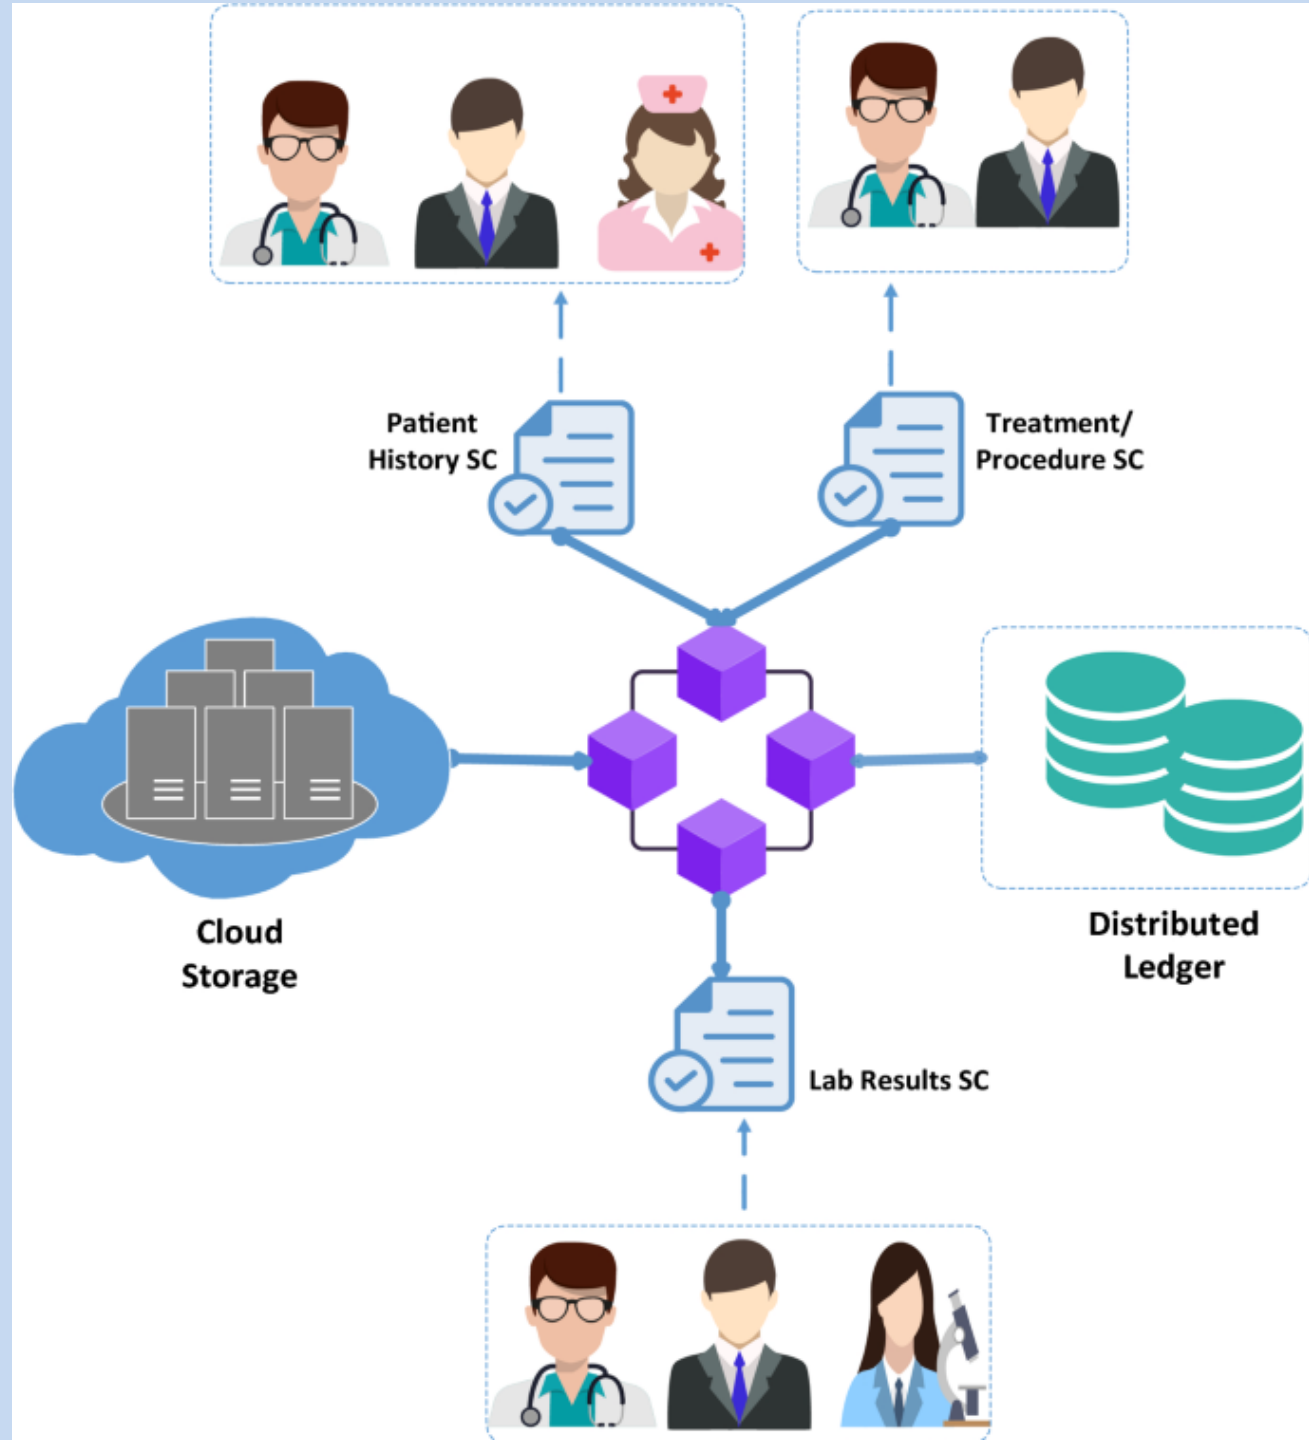 Patient
History SC
Treatment/
Procedure SC
Cloud
Storage
Distributed
Ledger
Lab Results SC